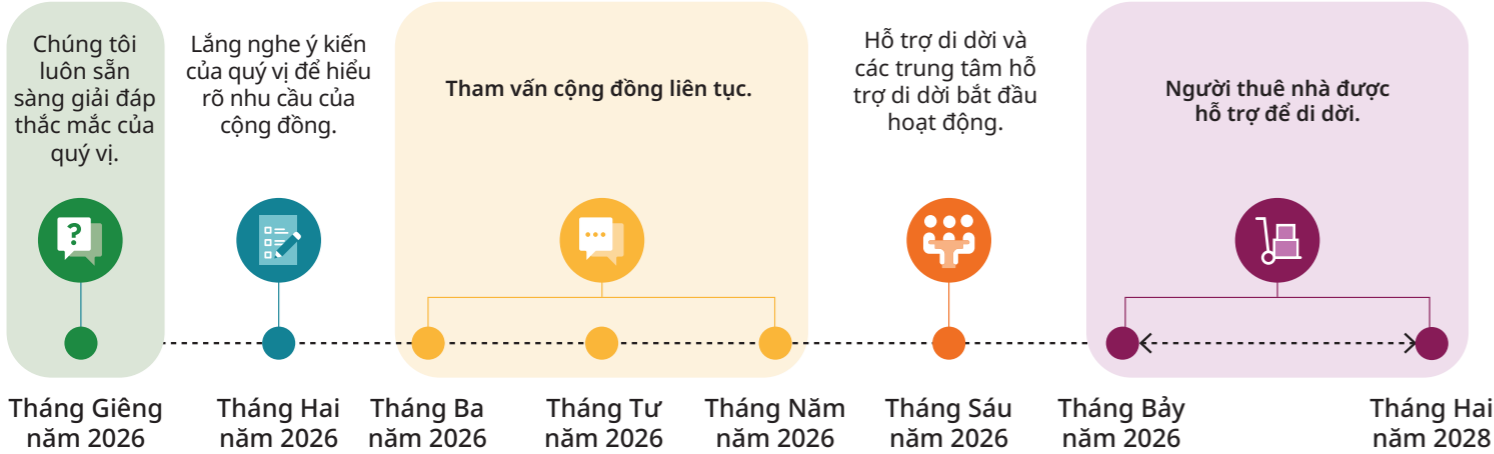 Chúng tôi
luôn sẵn
sàng giải đáp
thắc mắc của
quý vị.
Lắng nghe ý kiến
của quý vị để hiểu
rõ nhu cầu của
cộng đồng.
Tham vấn cộng đồng liên tục.
Hỗ trợ di dời và
các trung tâm hỗ
trợ di dời bắt đầu
hoạt động.
Người thuê nhà được
hỗ trợ để di dời.
?
Tháng Giêng
năm 2026
Tháng Hai
năm 2026
Tháng Ba
năm 2026
Tháng Tư
năm 2026
Tháng Năm
năm 2026
Tháng Sáu
năm 2026
Tháng Bảy
năm 2026
Tháng Hai
năm 2028